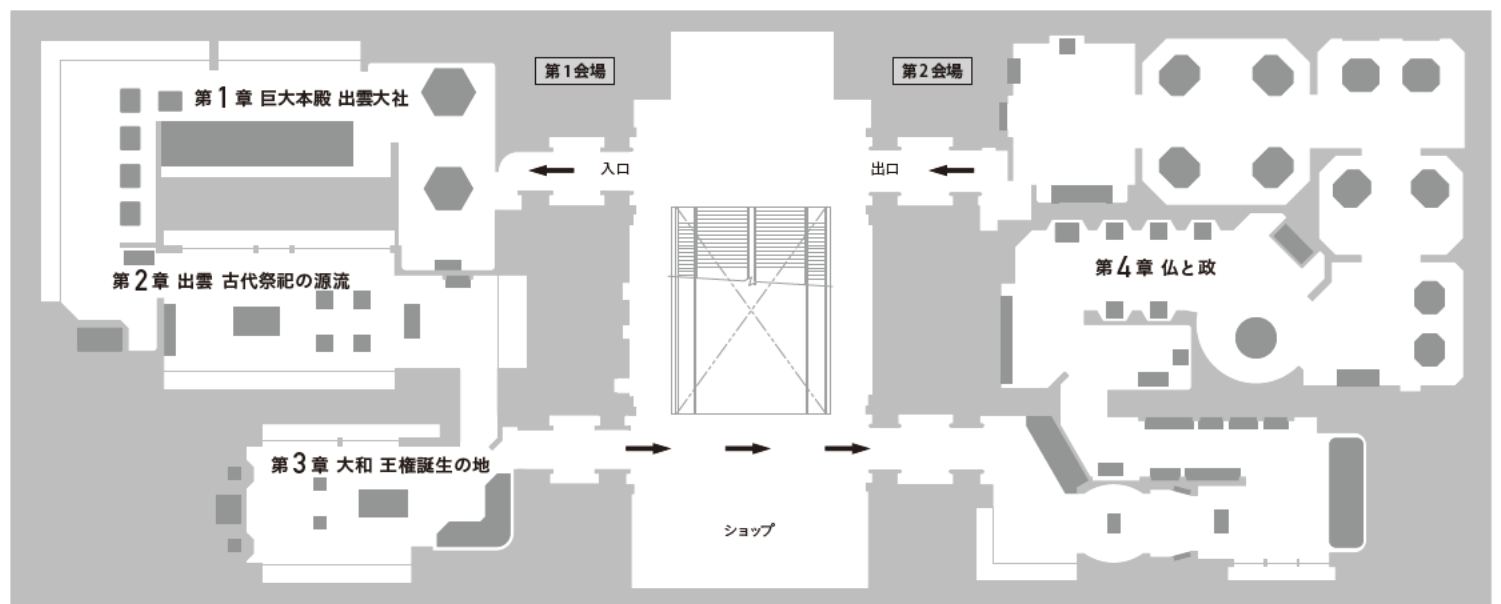 第1会場
第2会場
第1章 巨大本殿 出雲大社
入口
出口
第2章 出雲 古代祭祀の源流
第4章 仏と政
第3章 大和 王権誕生の地
ショップ